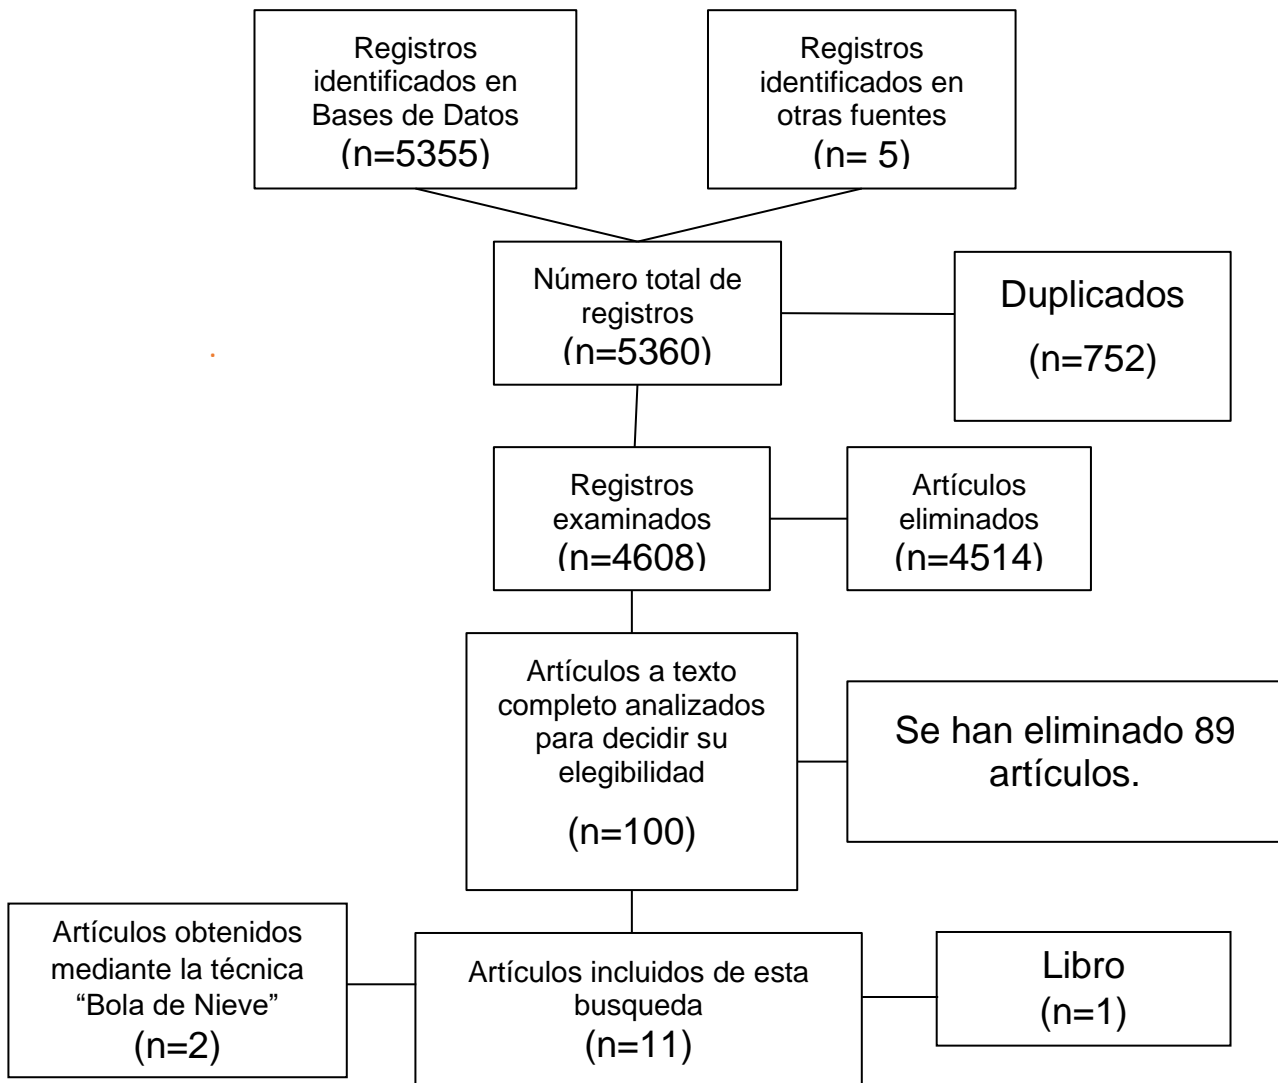 Registros
identificados en
Bases de Datos
(n=5355)
Registros
identificados en
otras fuentes
(n= 5)
Número total de
registros
(n=5360)
Duplicados
(n=752)
Registros
examinados
(n=4608)
Artículos
eliminados
(n=4514)
Artículos a texto
completo analizados
para decidir su
elegibilidad
(n=100)
Se han eliminado 89
artículos.
Artículos obtenidos
mediante la técnica
“Bola de Nieve”
(n=2)
Artículos incluidos de esta
busqueda
(n=11)
Libro
(n=1)